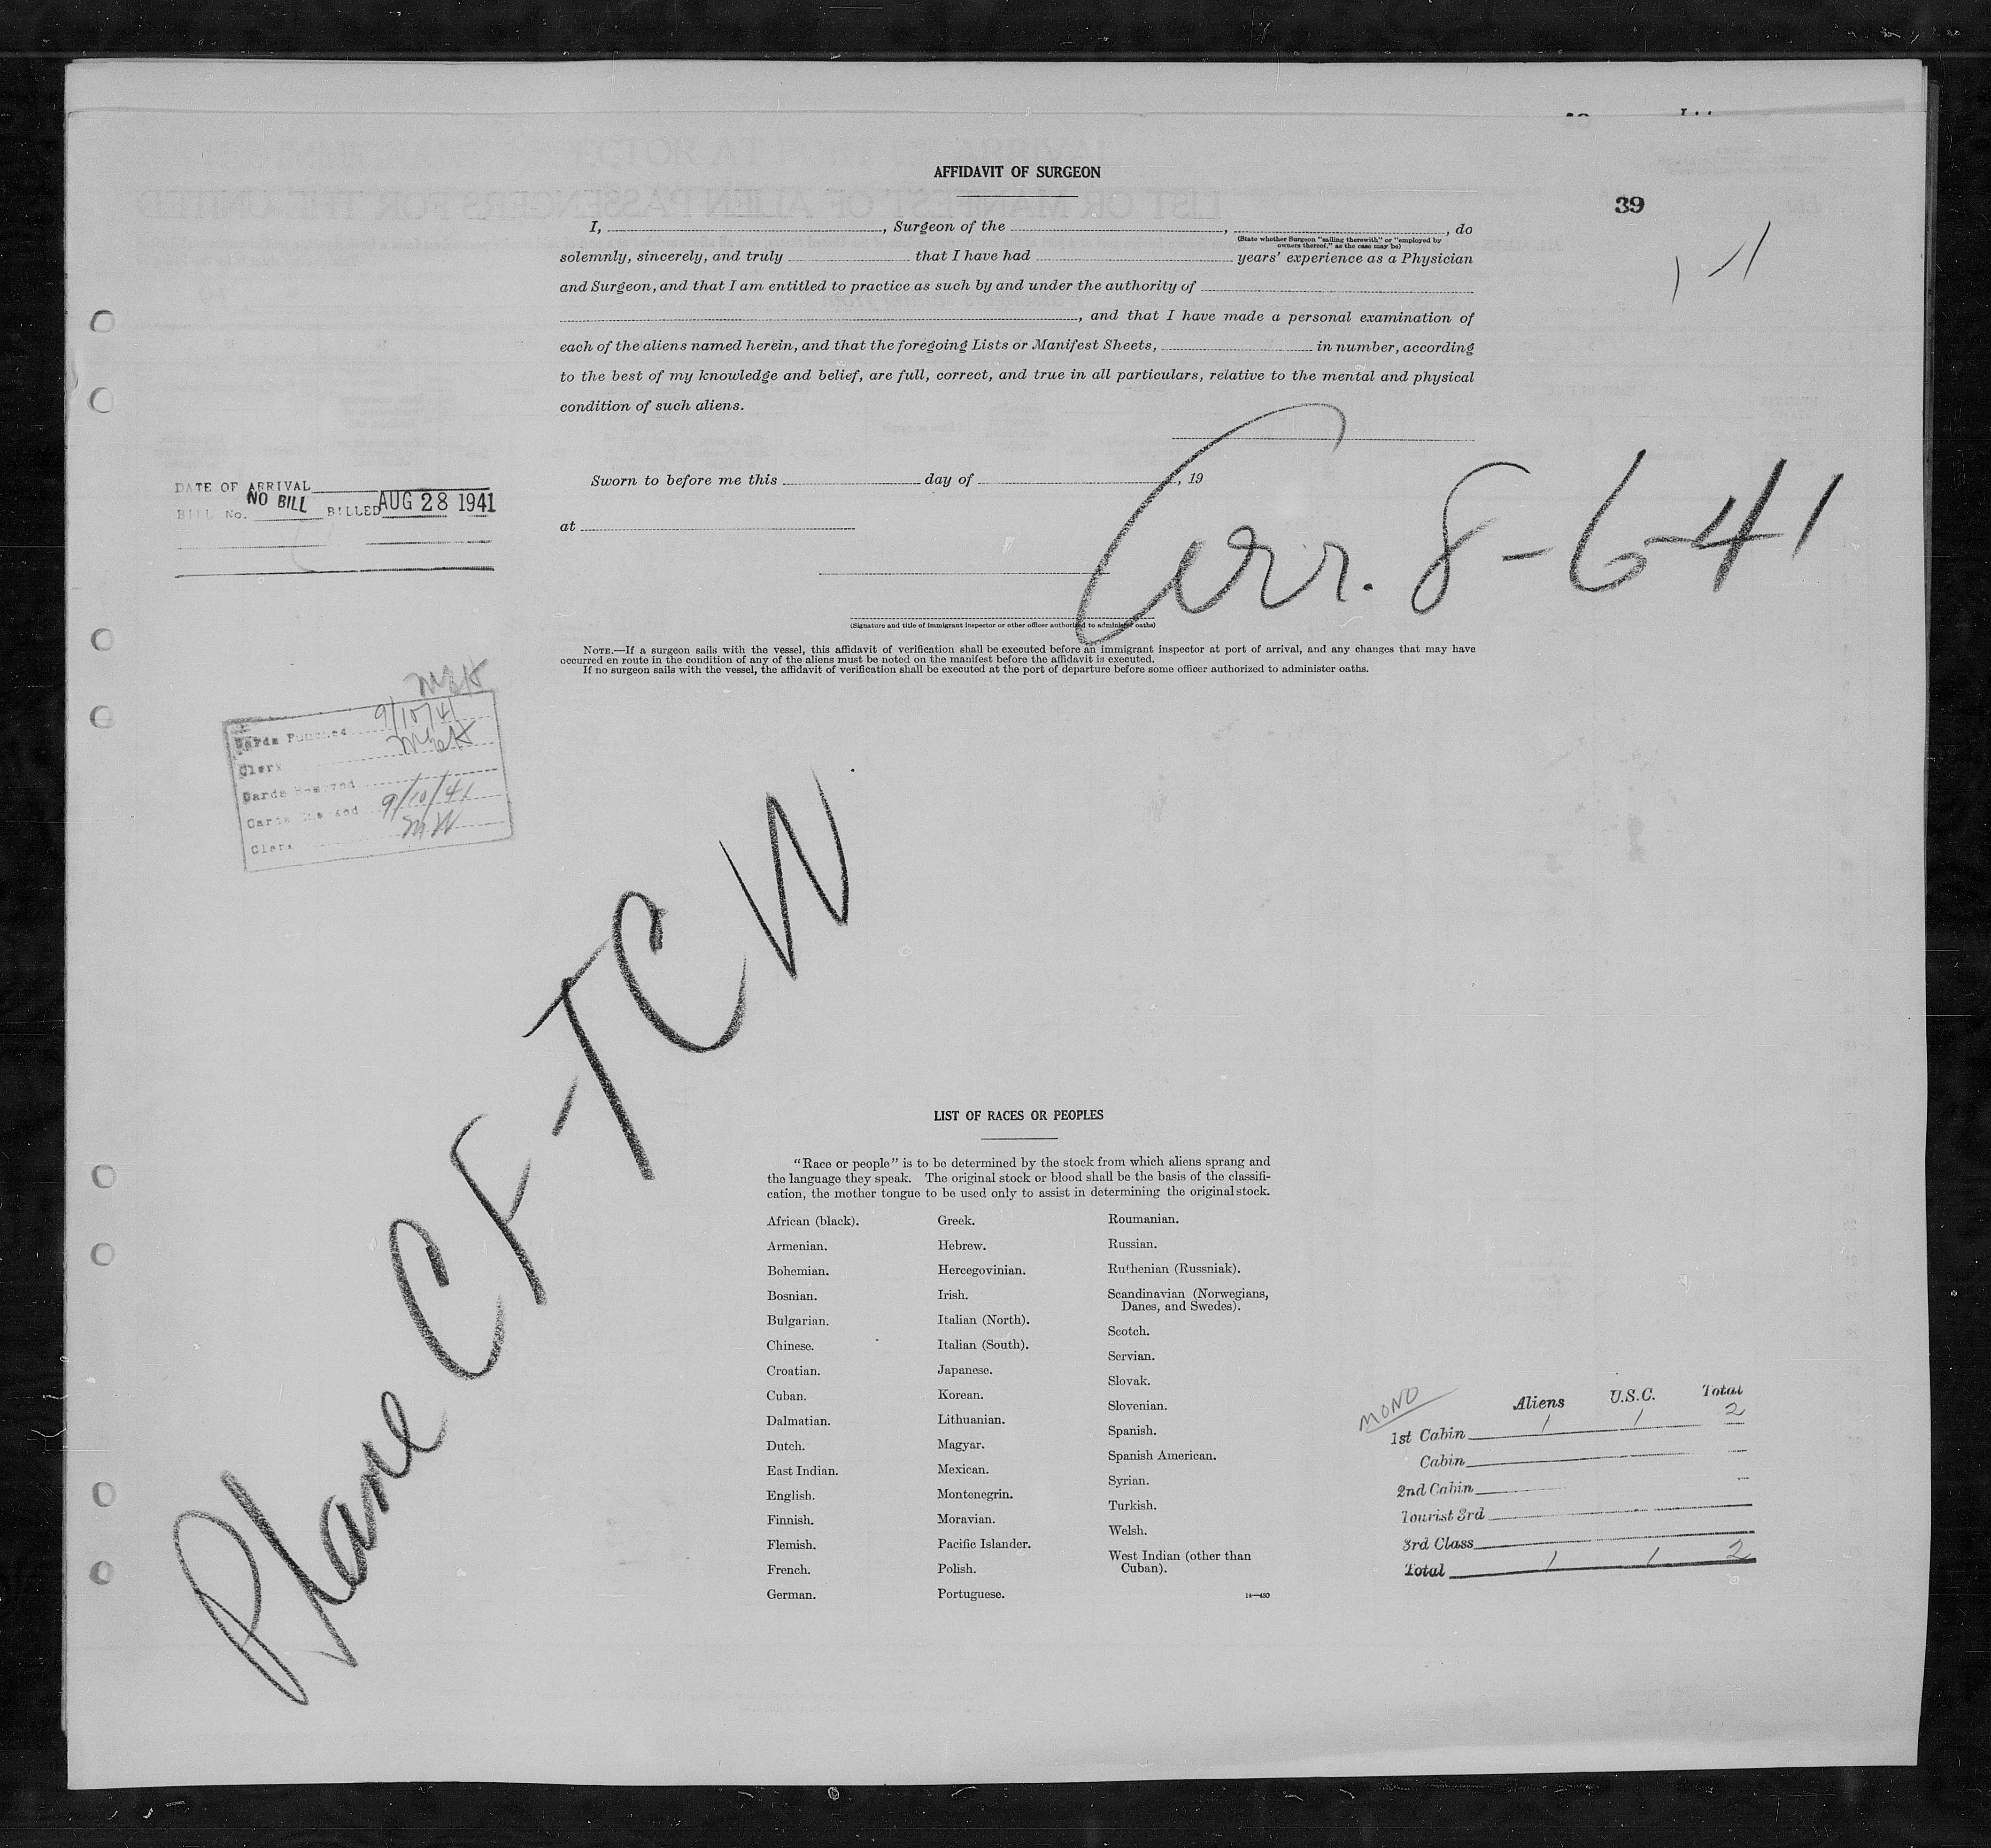 AFFIDAVIT OF SURGEON
39
I, , Surgeon of the , , do
(State whether Surgeon "sailing therewith" or "employed by
owners thereof," as the case may be)
solemnly, sincerely, and truly that I have had years' experience as a Physician
and Surgeon, and that I am entitled to practice as such by and under the authority of
, and that I have made a personal examination of
each of the aliens named herein, and that the foregoing Lists or Manifest Sheets, in number, according
to the best of my knowledge and belief, are full, correct, and true in all particulars, relative to the mental and physical
condition of such aliens.
Sworn to before me this day of , 19
at
Arr. 8-6-41
DATE OF ARRIVAL
BILL No. NO BILL BILLED AUG 28 1941
(Signature and title of immigrant inspector or other officer authorized to administer oaths)
NOTE.—If a surgeon sails with the vessel, this affidavit of verification shall be executed before an immigrant inspector at port of arrival, and any changes that may have
occurred en route in the condition of any of the aliens must be noted on the manifest before the affidavit is executed.
If no surgeon sails with the vessel, the affidavit of verification shall be executed at the port of departure before some officer authorized to administer oaths.
Cards Punched 9/10/41
Clerk
Cards
Cards 9/10/41
Clerk MW
Plane CF-TCW
LIST OF RACES OR PEOPLES
"Race or people" is to be determined by the stock from which aliens sprang and
the language they speak. The original stock or blood shall be the basis of the classifi-
cation, the mother tongue to be used only to assist in determining the original stock.
African (black).
Armenian.
Bohemian.
Bosnian.
Bulgarian.
Chinese.
Croatian.
Cuban.
Dalmatian.
Dutch.
East Indian.
English.
Finnish.
Flemish.
French.
German.
Greek.
Hebrew.
Hercegovinian.
Irish.
Italian (North).
Italian (South).
Japanese.
Korean.
Lithuanian.
Magyar.
Mexican.
Montenegrin.
Moravian.
Pacific Islander.
Polish.
Portuguese.
Roumanian.
Russian.
Ruthenian (Russniak).
Scandinavian (Norwegians,
Danes, and Swedes).
Scotch.
Servian.
Slovak.
Slovenian.
Spanish.
Spanish American.
Syrian.
Turkish.
Welsh.
West Indian (other than
Cuban).
14—430
MONO
Aliens U.S.C. Total
1st Cabin 1 1 2
Cabin
2nd Cabin
Tourist 3rd
3rd Class
Total 1 1 2